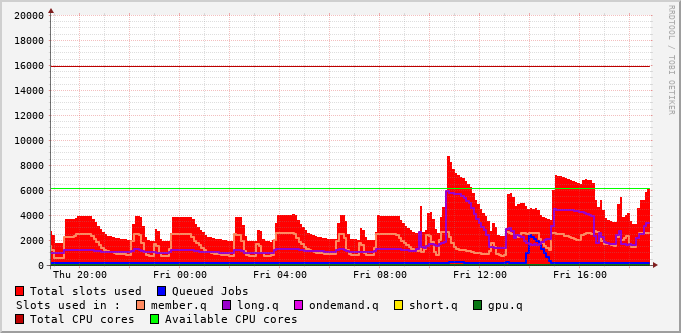 20000
18000
16000
14000
12000
10000
8000
6000
4000
2000
0
Thu 20:00 Fri 00:00 Fri 04:00 Fri 08:00 Fri 12:00 Fri 16:00
Total slots used Queued Jobs
Slots used in : member.q long.q ondemand.q short.q gpu.q
Total CPU cores Available CPU cores
RRDTOOL / TOBI OETIKER